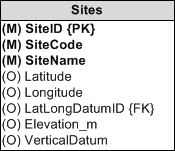 Sites
(M) SiteID {PK}
(M) SiteCode
(M) SiteName
(O) Latitude
(O) Longitude
(O) LatLongDatumID {FK}
(O) Elevation_m
(O) VerticalDatum